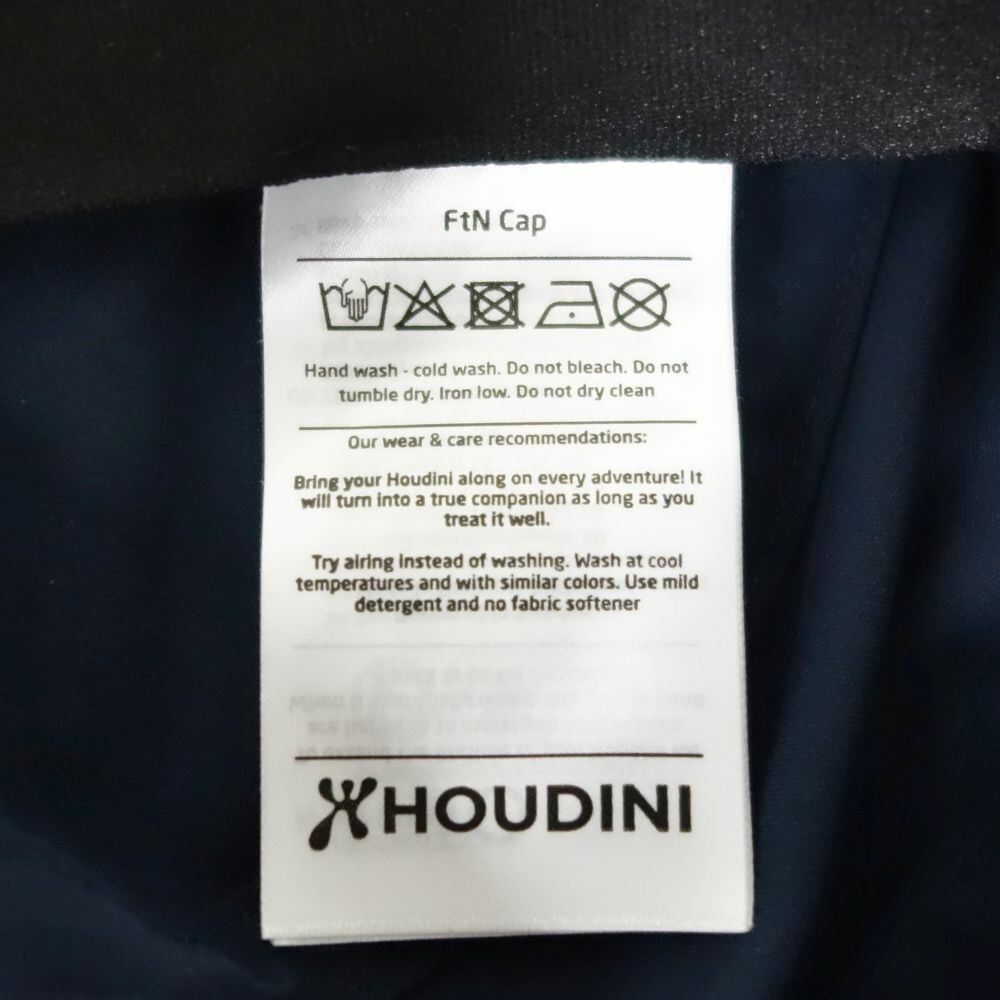 FtN Cap
Hand wash - cold wash. Do not bleach. Do not
tumble dry. Iron low. Do not dry clean
Our wear & care recommendations:
Bring your Houdini along on every adventure! It
will turn into a true companion as long as you
treat it well.
Try airing instead of washing. Wash at cool
temperatures and with similar colors. Use mild
detergent and no fabric softener
HOUDINI